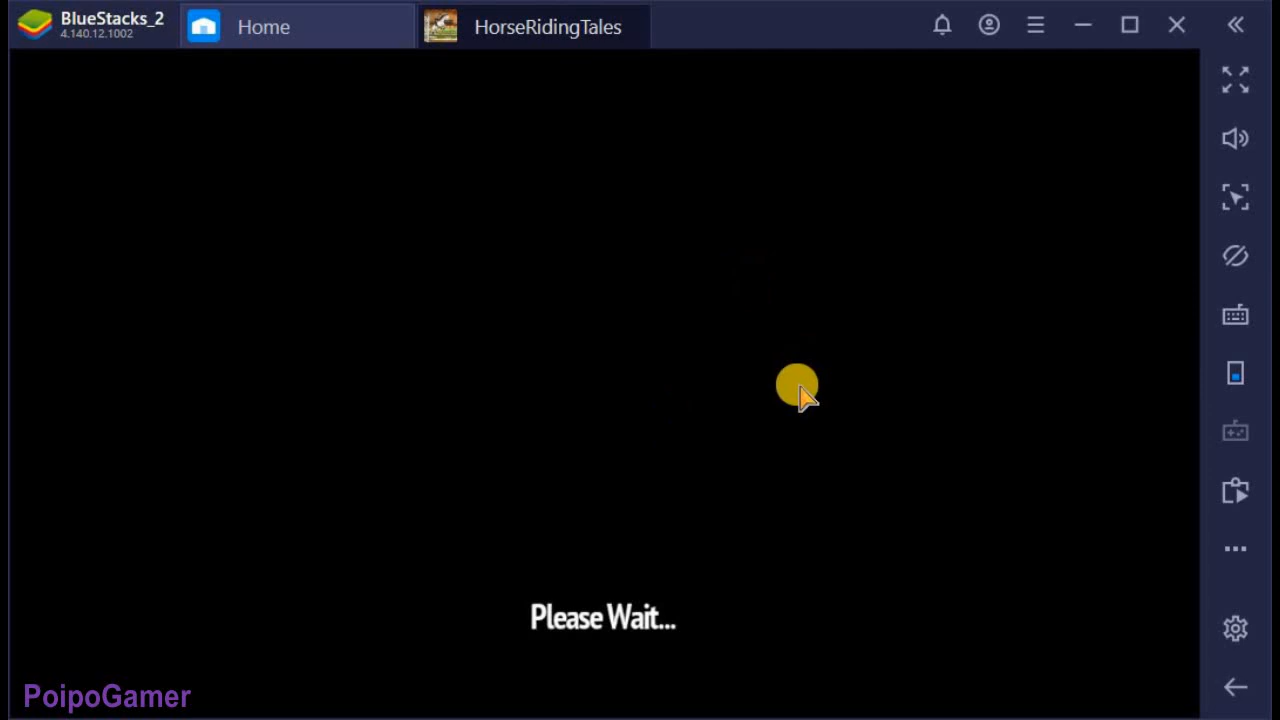 BlueStacks_2
4.140.12.1002
Home
HorseRidingTales
Please Wait...
PoipoGamer